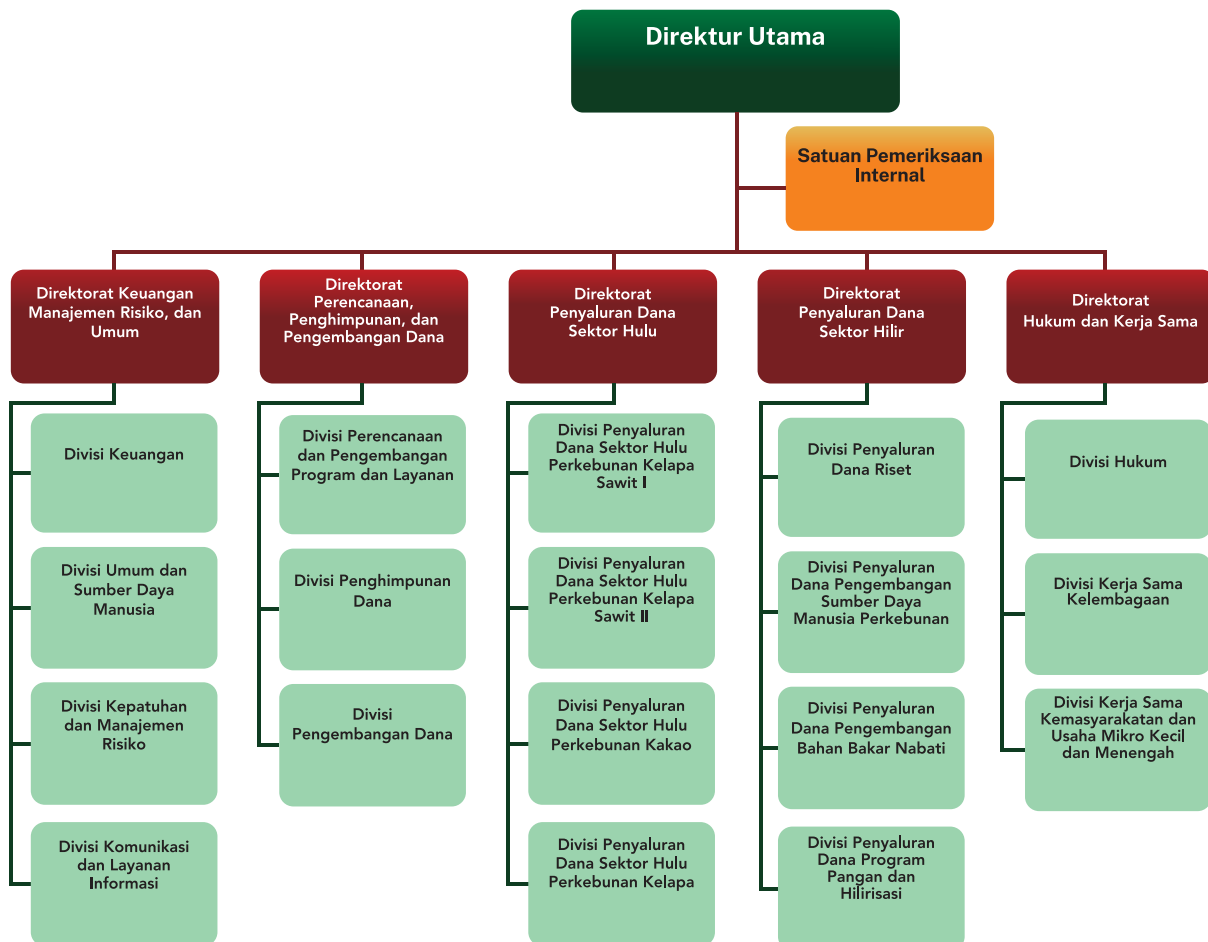 Direktur Utama
Satuan Pemeriksaan
Internal
Direktorat Keuangan
Manajemen Risiko, dan
Umum
Direktorat
Perencanaan,
Penghimpunan, dan
Pengembangan Dana
Direktorat
Penyaluran Dana
Sektor Hulu
Direktorat
Penyaluran Dana
Sektor Hilir
Direktorat
Hukum dan Kerja Sama
Divisi Keuangan
Divisi Umum dan
Sumber Daya
Manusia
Divisi Kepatuhan
dan Manajemen
Risiko
Divisi Komunikasi
dan Layanan
Informasi
Divisi Perencanaan
dan Pengembangan
Program dan Layanan
Divisi Penghimpunan
Dana
Divisi
Pengembangan Dana
Divisi Penyaluran
Dana Sektor Hulu
Perkebunan Kelapa
Sawit I
Divisi Penyaluran
Dana Sektor Hulu
Perkebunan Kelapa
Sawit II
Divisi Penyaluran
Dana Sektor Hulu
Perkebunan Kakao
Divisi Penyaluran
Dana Sektor Hulu
Perkebunan Kelapa
Divisi Penyaluran
Dana Riset
Divisi Penyaluran
Dana Pengembangan
Sumber Daya
Manusia Perkebunan
Divisi Penyaluran
Dana Pengembangan
Bahan Bakar Nabati
Divisi Penyaluran
Dana Program
Pangan dan
Hilirisasi
Divisi Hukum
Divisi Kerja Sama
Kelembagaan
Divisi Kerja Sama
Kemasyarakatan dan
Usaha Mikro Kecil
dan Menengah